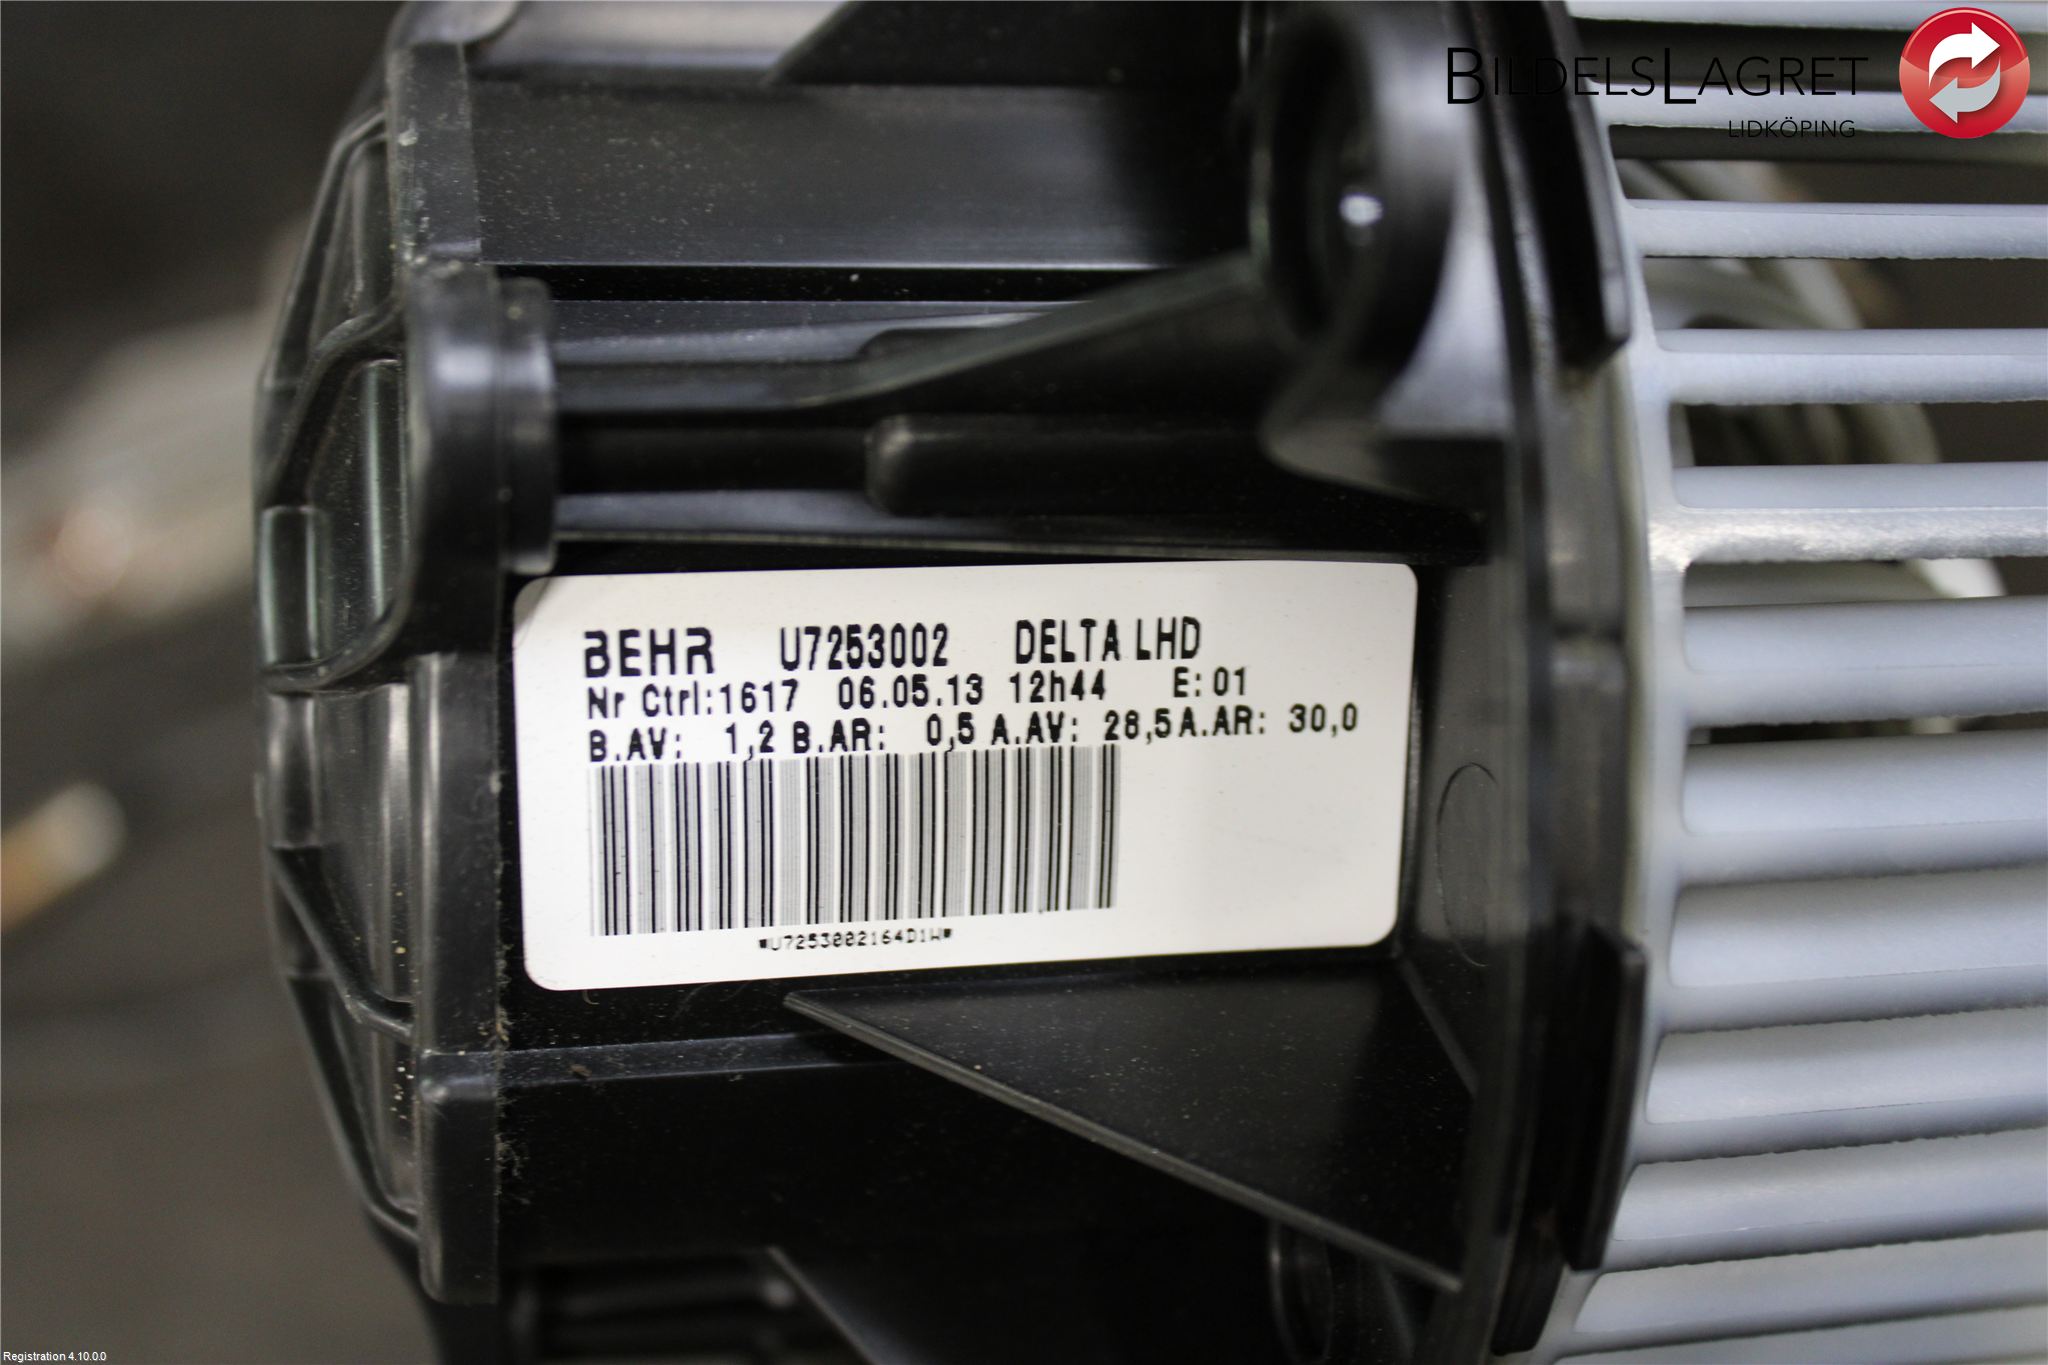 BILDELSLAGRET
LIDKÖPING
BEHR U7253002 DELTA LHD
Nr Ctrl:1617 06.05.13 12h44 E:01
B.AV: 1,2 B.AR: 0,5 A.AV: 28,5 A.AR: 30,0
*U7253002164D1W*
Registration 4.10.0.0